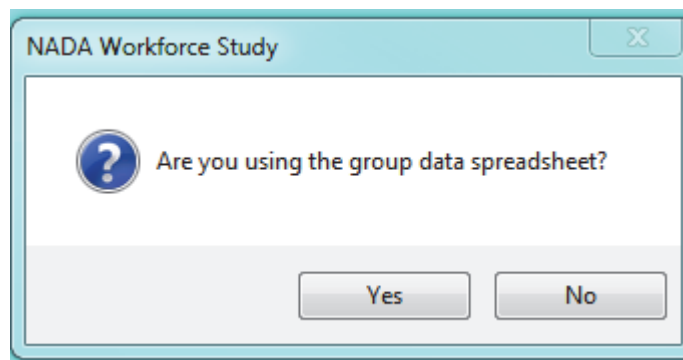 NADA Workforce Study
Are you using the group data spreadsheet?
Yes No